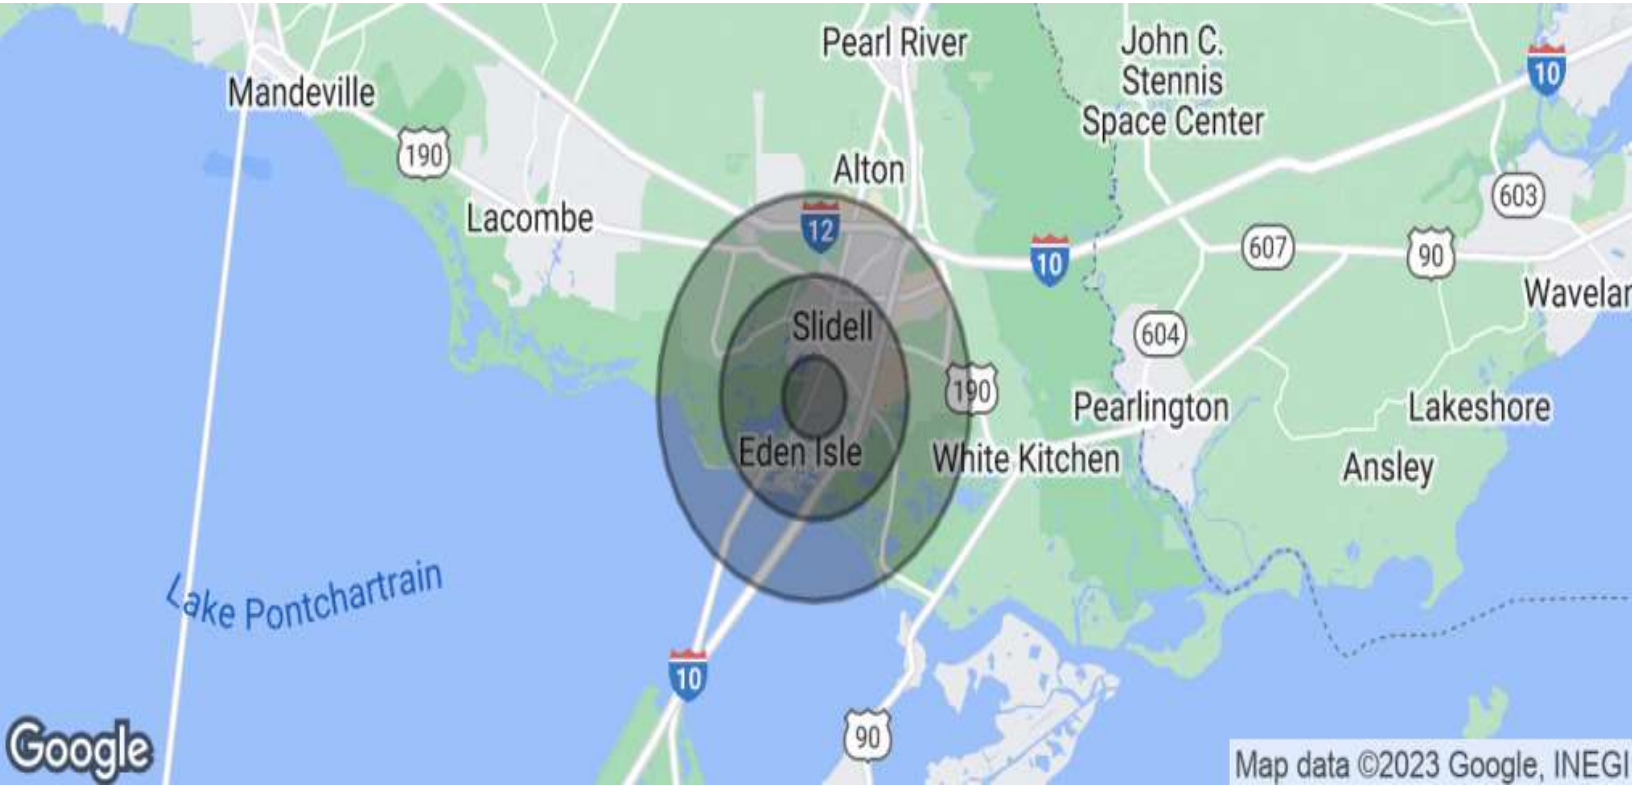 Pearl River
John C.
Stennis
Space Center
10
Mandeville
190
Alton
603
Lacombe
12
10
607
90
Wavelan
Slidell
604
190
Pearlington
Lakeshore
Eden Isle
White Kitchen
Ansley
Lake Pontchartrain
10
90
Google
Map data ©2023 Google, INEGI